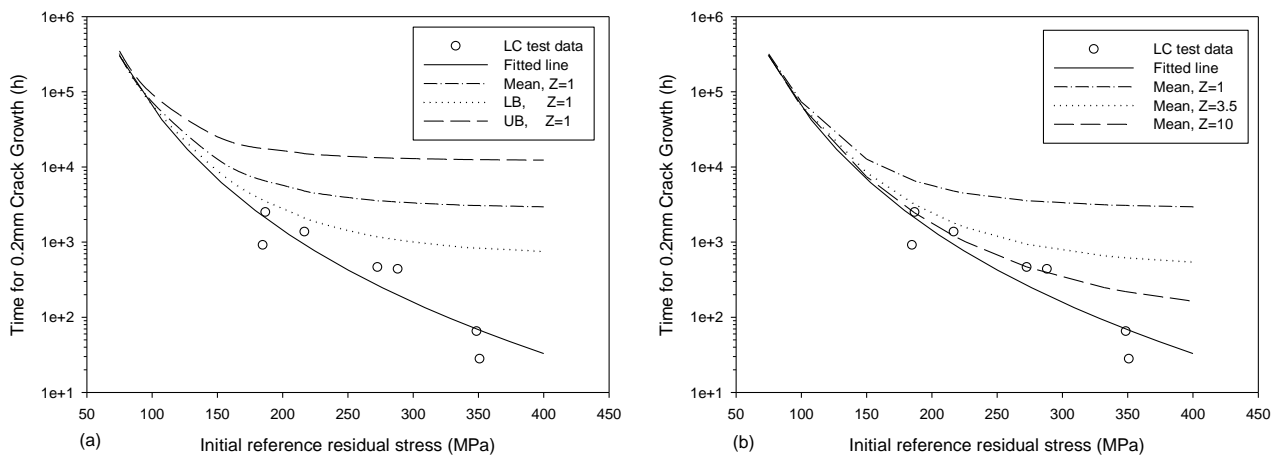 Time for 0.2mm Crack Growth (h)
1e+6
1e+5
1e+4
1e+3
1e+2
1e+1
LC test data
Fitted line
Mean, Z=1
LB, Z=1
UB, Z=1
50 100 150 200 250 300 350 400 450
(a) Initial reference residual stress (MPa)
Time for 0.2mm Crack Growth (h)
1e+6
1e+5
1e+4
1e+3
1e+2
1e+1
LC test data
Fitted line
Mean, Z=1
Mean, Z=3.5
Mean, Z=10
50 100 150 200 250 300 350 400 450
(b) Initial reference residual stress (MPa)